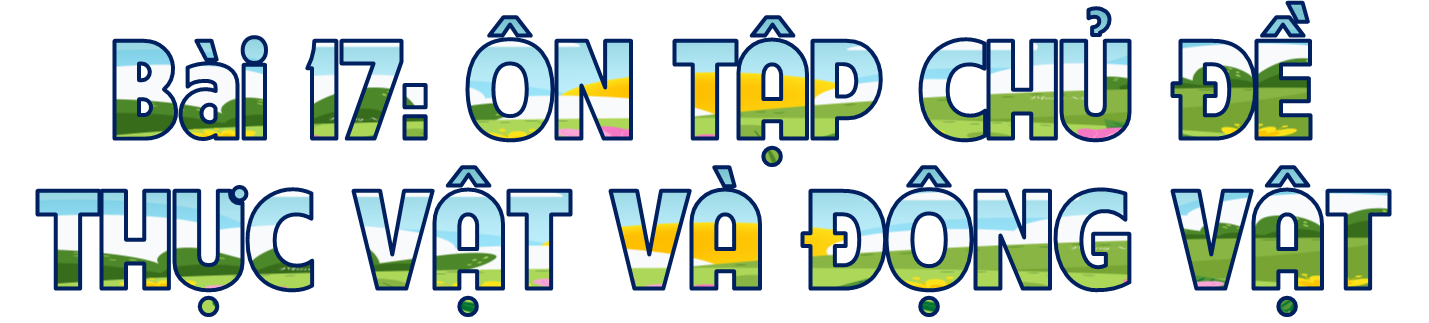 Bài 17: ÔN TẬP CHỦ ĐỀ
THỰC VẬT VÀ ĐỘNG VẬT